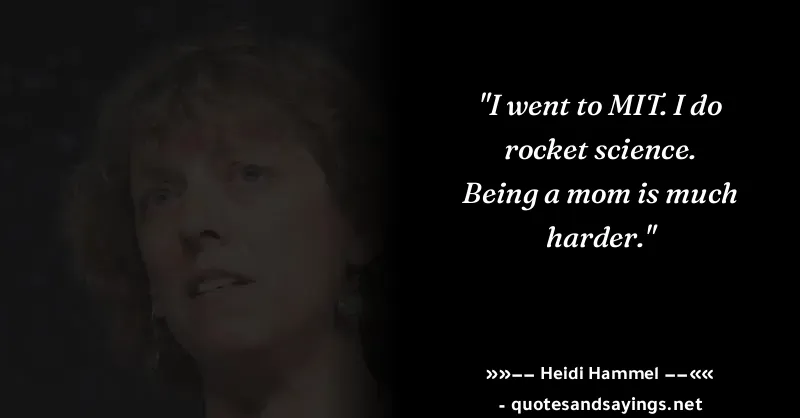 "I went to MIT. I do
rocket science.
Being a mom is much
harder."
»»−− Heidi Hammel −−««
- quotesandsayings.net